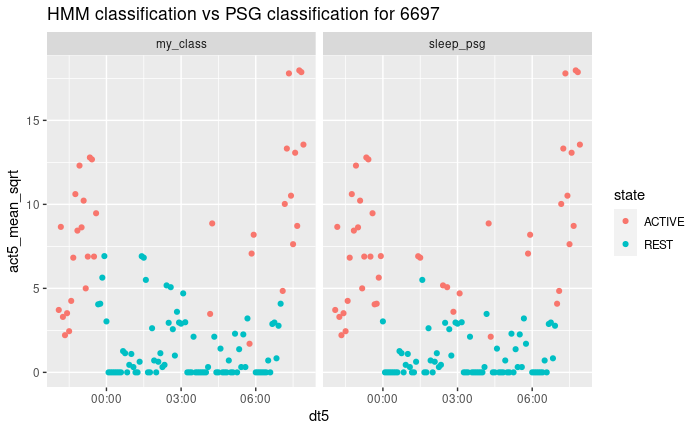 HMM classification vs PSG classification for 6697
my_class
sleep_psg
act5_mean_sqrt
15
10
5
0
00:00
03:00
06:00
00:00
03:00
06:00
dt5
state
ACTIVE
REST